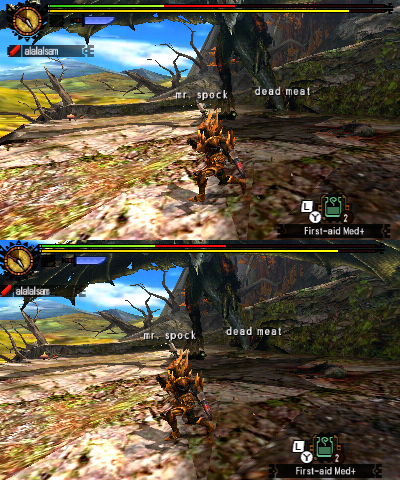 alalalsam
mr. spock
dead meat
L
Y
2
First-aid Med+
alalalsam
mr. spock
dead meat
L
Y
2
First-aid Med+